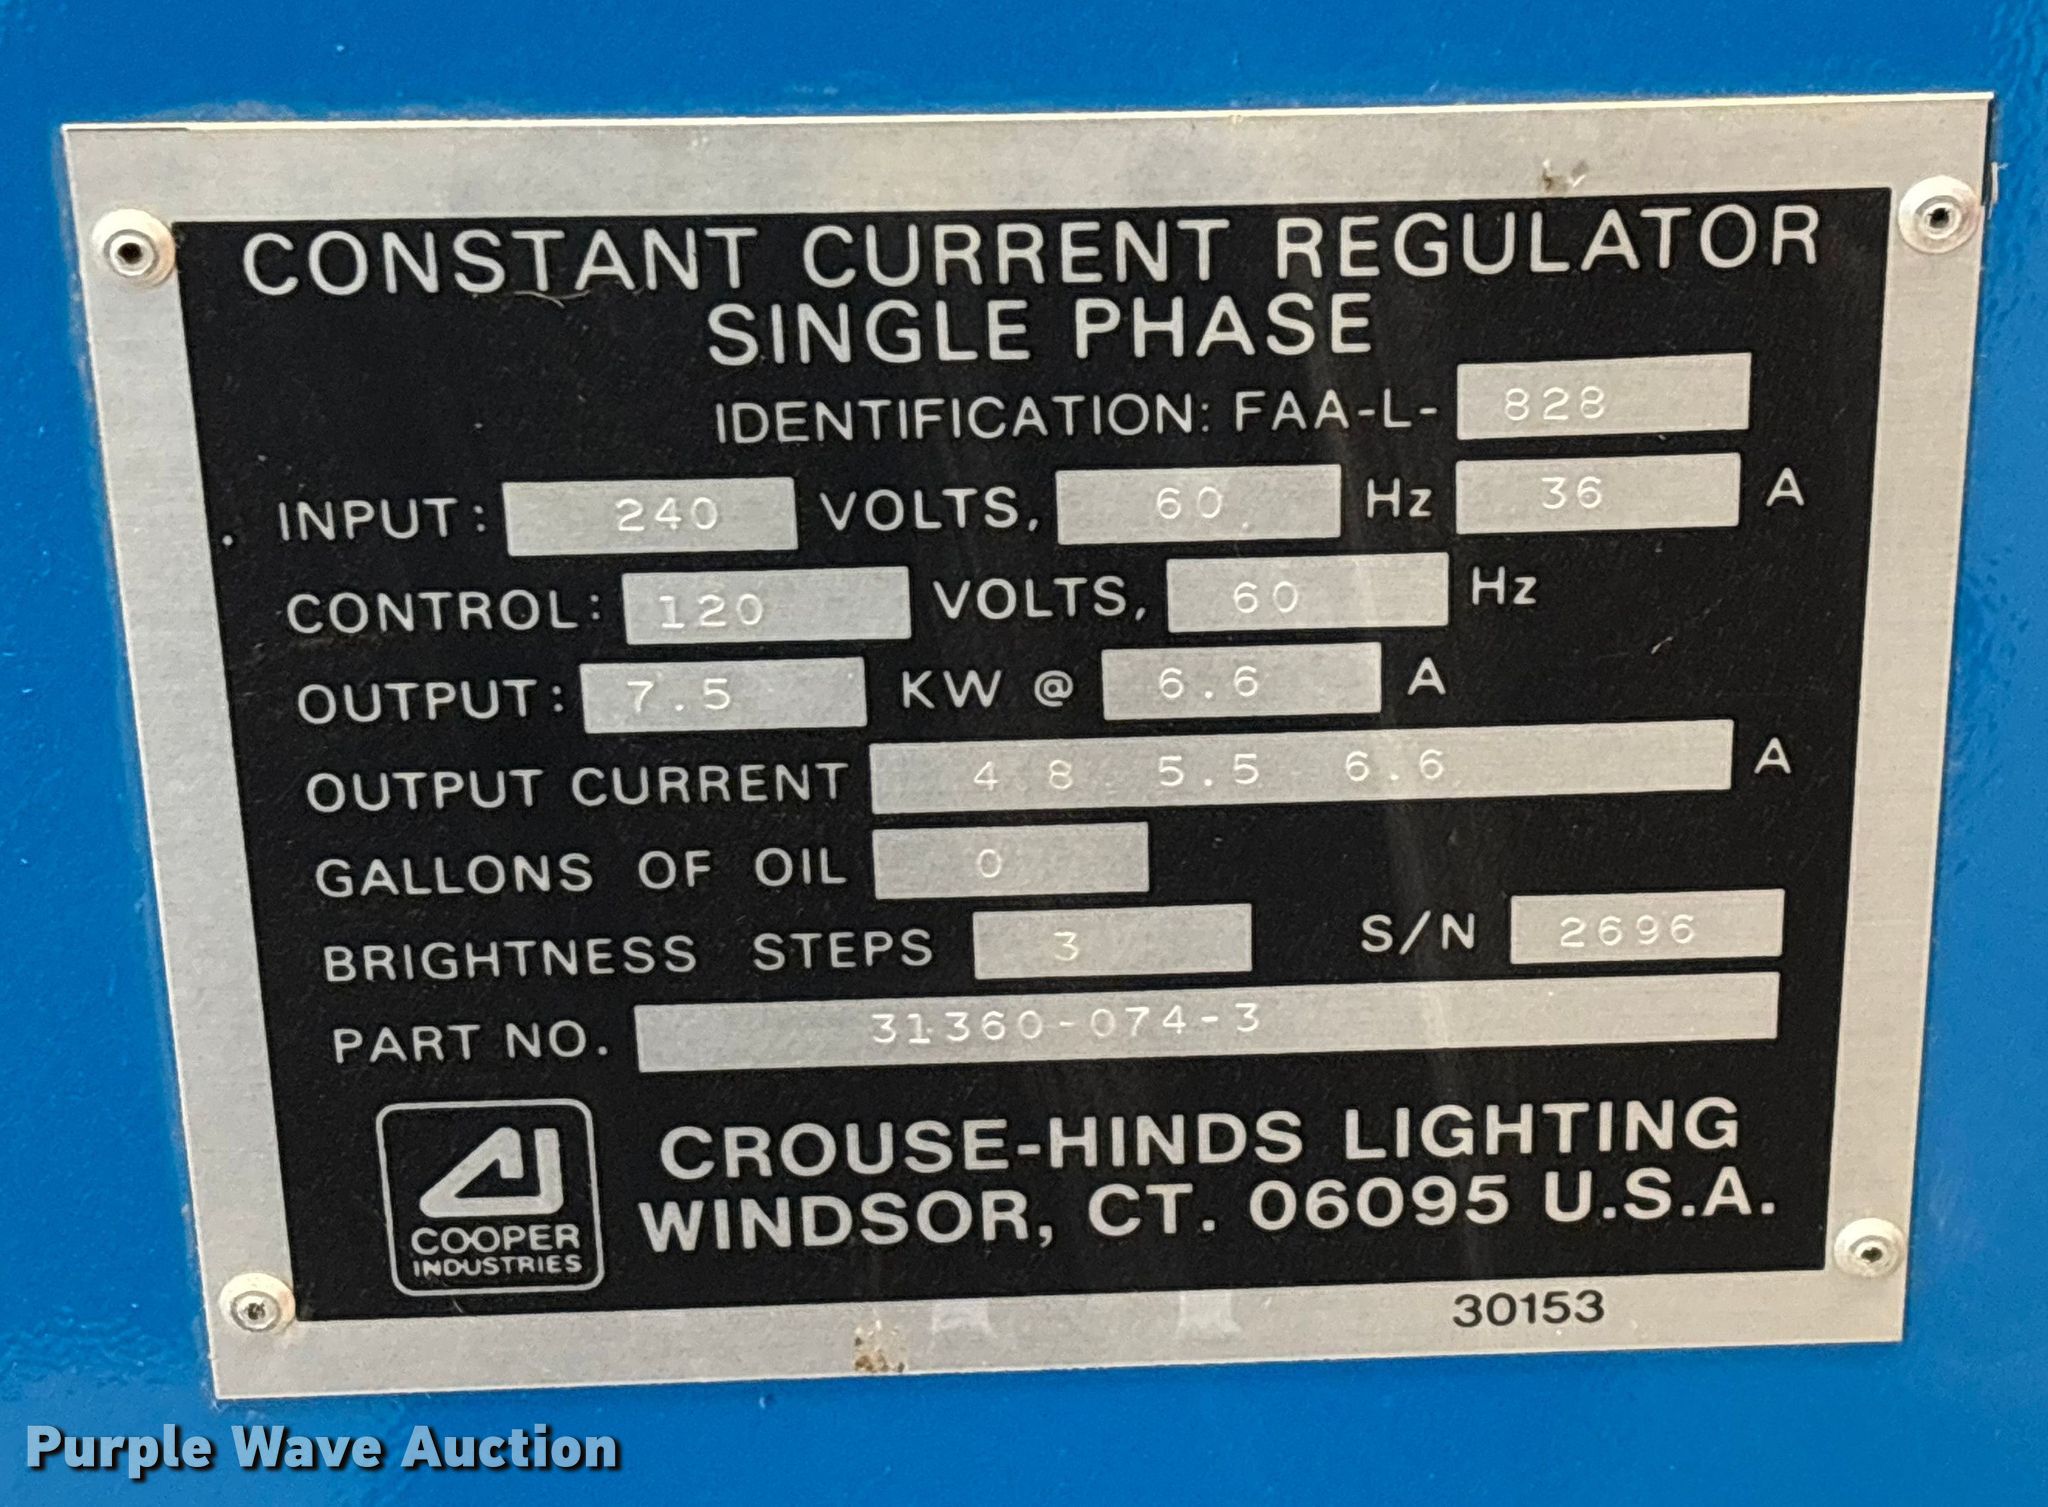 CONSTANT CURRENT REGULATOR
SINGLE PHASE
IDENTIFICATION: FAA-L- 828
INPUT: 240 VOLTS, 60 Hz 36 A
CONTROL: 120 VOLTS, 60 Hz
OUTPUT: 7.5 KW @ 6.6 A
OUTPUT CURRENT 4 8 5.5 6.6 A
GALLONS OF OIL 0
BRIGHTNESS STEPS 3 S/N 2696
PART NO. 31360-074-3
COOPER
INDUSTRIES
CROUSE-HINDS LIGHTING
WINDSOR, CT. 06095 U.S.A.
30153
Purple Wave Auction